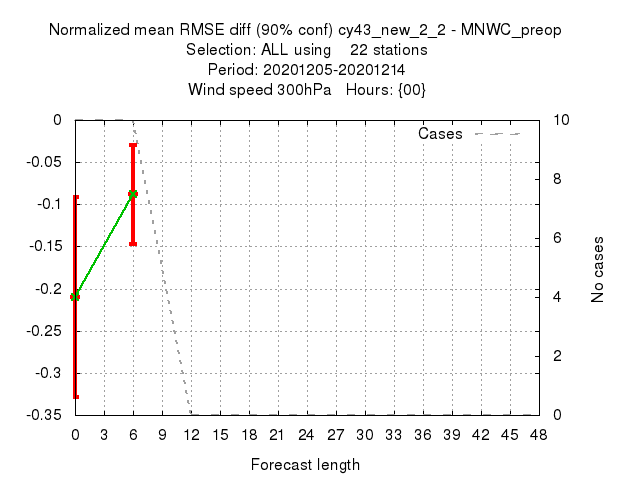 Normalized mean RMSE diff (90% conf) cy43_new_2_2 - MNWC_preop
Selection: ALL using 22 stations
Period: 20201205-20201214
Wind speed 300hPa Hours: {00}
0 10
Cases
-0.05
8
-0.1
-0.15 6
-0.2 4
-0.25
2
-0.3
-0.35 0
No cases
0 3 6 9 12 15 18 21 24 27 30 33 36 39 42 45 48
Forecast length